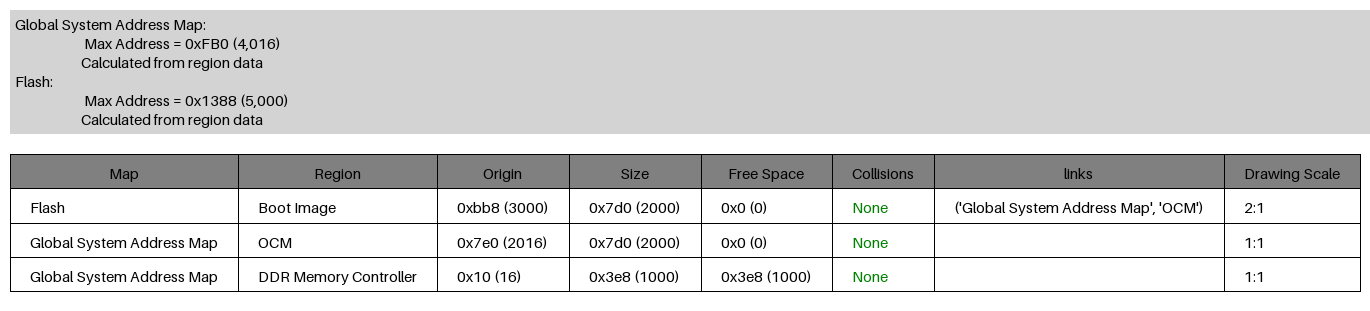 Global System Address Map:
Max Address = 0xFB0 (4,016)
Calculated from region data
Flash:
Max Address = 0x1388 (5,000)
Calculated from region data
Map Region Origin Size Free Space Collisions links Drawing Scale
Flash Boot Image 0xbb8 (3000) 0x7d0 (2000) 0x0 (0) None ('Global System Address Map', 'OCM') 2:1
Global System Address Map OCM 0x7e0 (2016) 0x7d0 (2000) 0x0 (0) None 1:1
Global System Address Map DDR Memory Controller 0x10 (16) 0x3e8 (1000) 0x3e8 (1000) None 1:1